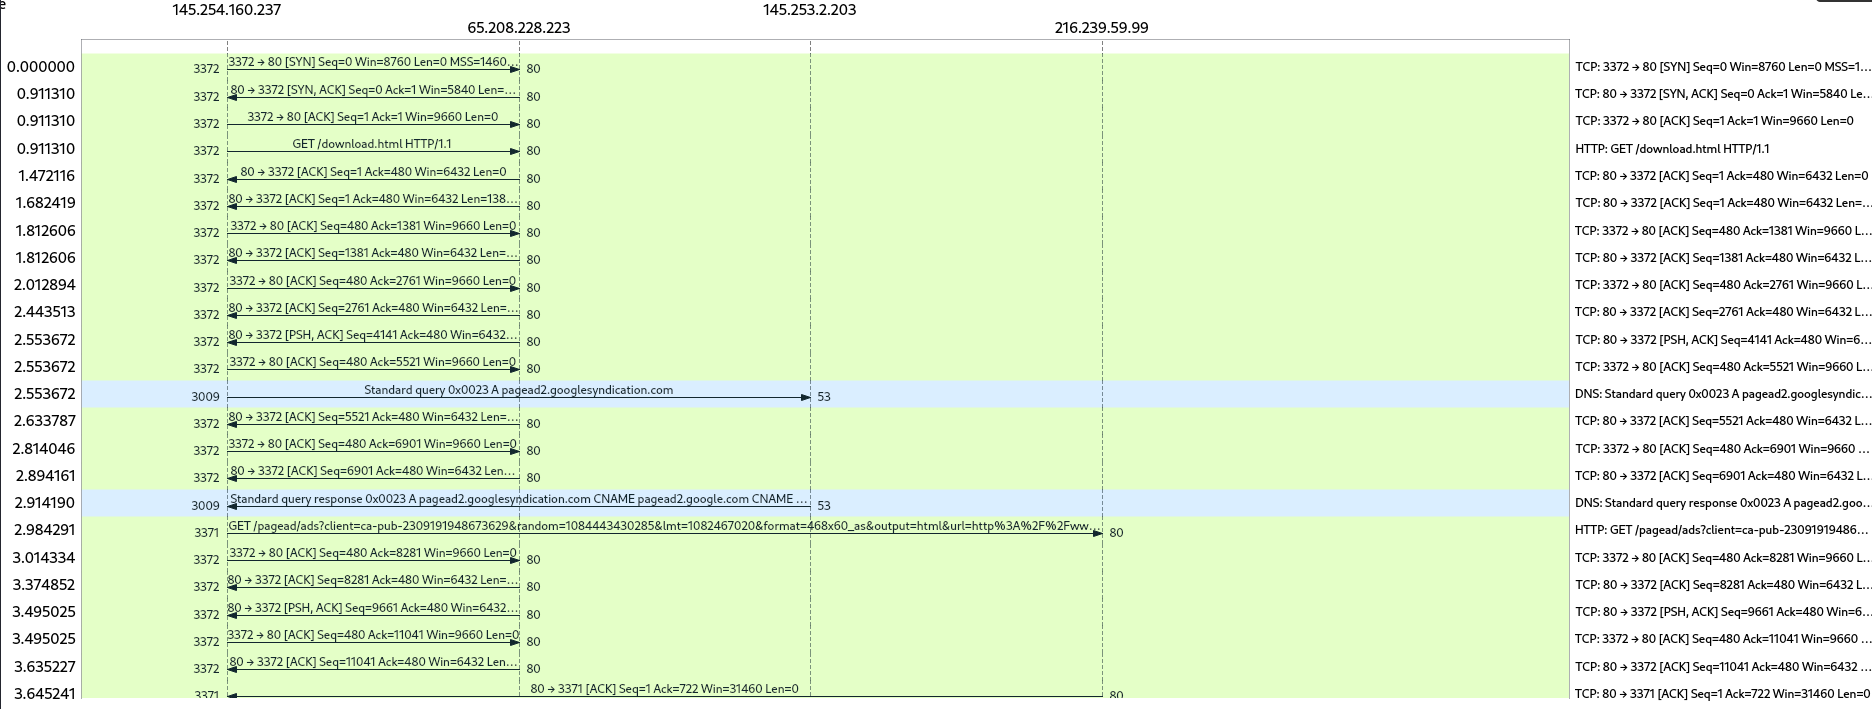 e
145.254.160.237 145.253.2.203
65.208.228.223 216.239.59.99
0.000000 3372 3372 → 80 [SYN] Seq=0 Win=8760 Len=0 MSS=1460… 80 TCP: 3372 → 80 [SYN] Seq=0 Win=8760 Len=0 MSS=1…
0.911310 3372 80 → 3372 [SYN, ACK] Seq=0 Ack=1 Win=5840 Len=… 80 TCP: 80 → 3372 [SYN, ACK] Seq=0 Ack=1 Win=5840 Le…
0.911310 3372 3372 → 80 [ACK] Seq=1 Ack=1 Win=9660 Len=0 80 TCP: 3372 → 80 [ACK] Seq=1 Ack=1 Win=9660 Len=0
0.911310 3372 GET /download.html HTTP/1.1 80 HTTP: GET /download.html HTTP/1.1
1.472116 3372 80 → 3372 [ACK] Seq=1 Ack=480 Win=6432 Len=0 80 TCP: 80 → 3372 [ACK] Seq=1 Ack=480 Win=6432 Len=0
1.682419 3372 80 → 3372 [ACK] Seq=1 Ack=480 Win=6432 Len=138… 80 TCP: 80 → 3372 [ACK] Seq=1 Ack=480 Win=6432 Len=…
1.812606 3372 3372 → 80 [ACK] Seq=480 Ack=1381 Win=9660 Len=0 80 TCP: 3372 → 80 [ACK] Seq=480 Ack=1381 Win=9660 L…
1.812606 3372 80 → 3372 [ACK] Seq=1381 Ack=480 Win=6432 Len=… 80 TCP: 80 → 3372 [ACK] Seq=1381 Ack=480 Win=6432 L…
2.012894 3372 3372 → 80 [ACK] Seq=480 Ack=2761 Win=9660 Len=0 80 TCP: 3372 → 80 [ACK] Seq=480 Ack=2761 Win=9660 L…
2.443513 3372 80 → 3372 [ACK] Seq=2761 Ack=480 Win=6432 Len=… 80 TCP: 80 → 3372 [ACK] Seq=2761 Ack=480 Win=6432 L…
2.553672 3372 80 → 3372 [PSH, ACK] Seq=4141 Ack=480 Win=6432… 80 TCP: 80 → 3372 [PSH, ACK] Seq=4141 Ack=480 Win=6…
2.553672 3372 3372 → 80 [ACK] Seq=480 Ack=5521 Win=9660 Len=0 80 TCP: 3372 → 80 [ACK] Seq=480 Ack=5521 Win=9660 L…
2.553672 3009 Standard query 0x0023 A pagead2.googlesyndication.com 53 DNS: Standard query 0x0023 A pagead2.googlesyndic…
2.633787 3372 80 → 3372 [ACK] Seq=5521 Ack=480 Win=6432 Len=… 80 TCP: 80 → 3372 [ACK] Seq=5521 Ack=480 Win=6432 L…
2.814046 3372 3372 → 80 [ACK] Seq=480 Ack=6901 Win=9660 Len=0 80 TCP: 3372 → 80 [ACK] Seq=480 Ack=6901 Win=9660 …
2.894161 3372 80 → 3372 [ACK] Seq=6901 Ack=480 Win=6432 Len… 80 TCP: 80 → 3372 [ACK] Seq=6901 Ack=480 Win=6432 L…
2.914190 3009 Standard query response 0x0023 A pagead2.googlesyndication.com CNAME pagead2.google.com CNAME … 53 DNS: Standard query response 0x0023 A pagead2.goo…
2.984291 3371 GET /pagead/ads?client=ca-pub-2309191948673629&random=1084443430285&lmt=1082467020&format=468x60_as&output=html&url=http%3A%2F%2Fww… 80 HTTP: GET /pagead/ads?client=ca-pub-23091919486…
3.014334 3372 3372 → 80 [ACK] Seq=480 Ack=8281 Win=9660 Len=0 80 TCP: 3372 → 80 [ACK] Seq=480 Ack=8281 Win=9660 L…
3.374852 3372 80 → 3372 [ACK] Seq=8281 Ack=480 Win=6432 Len=… 80 TCP: 80 → 3372 [ACK] Seq=8281 Ack=480 Win=6432 L…
3.495025 3372 80 → 3372 [PSH, ACK] Seq=9661 Ack=480 Win=6432… 80 TCP: 80 → 3372 [PSH, ACK] Seq=9661 Ack=480 Win=6…
3.495025 3372 3372 → 80 [ACK] Seq=480 Ack=11041 Win=9660 Len=0 80 TCP: 3372 → 80 [ACK] Seq=480 Ack=11041 Win=9660 …
3.635227 3372 80 → 3372 [ACK] Seq=11041 Ack=480 Win=6432 Len… 80 TCP: 80 → 3372 [ACK] Seq=11041 Ack=480 Win=6432 …
3.645241 3371 80 → 3371 [ACK] Seq=1 Ack=722 Win=31460 Len=0 80 TCP: 80 → 3371 [ACK] Seq=1 Ack=722 Win=31460 Len=0